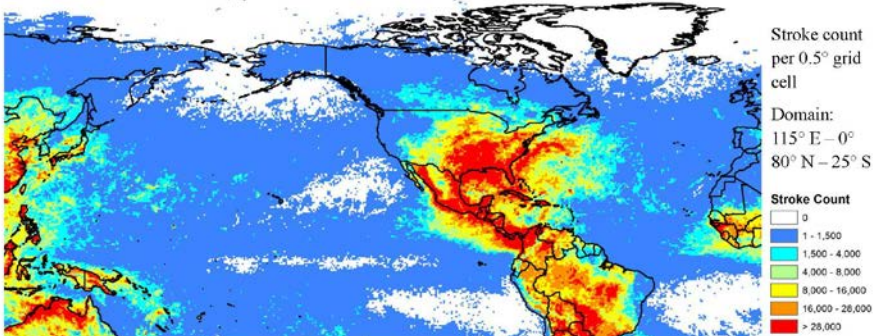 Stroke count
per 0.5° grid
cell
Domain:
115° E – 0°
80° N – 25° S
Stroke Count
0
1 - 1,500
1,500 - 4,000
4,000 - 8,000
8,000 - 16,000
16,000 - 28,000
> 28,000